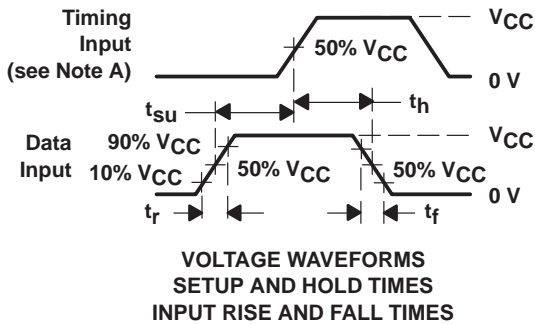 Timing
Input
(see Note A)
50% VCC
VCC
0 V
tsu
th
Data
Input
90% VCC
10% VCC
50% VCC
50% VCC
VCC
0 V
tr
tf
VOLTAGE WAVEFORMS
SETUP AND HOLD TIMES
INPUT RISE AND FALL TIMES